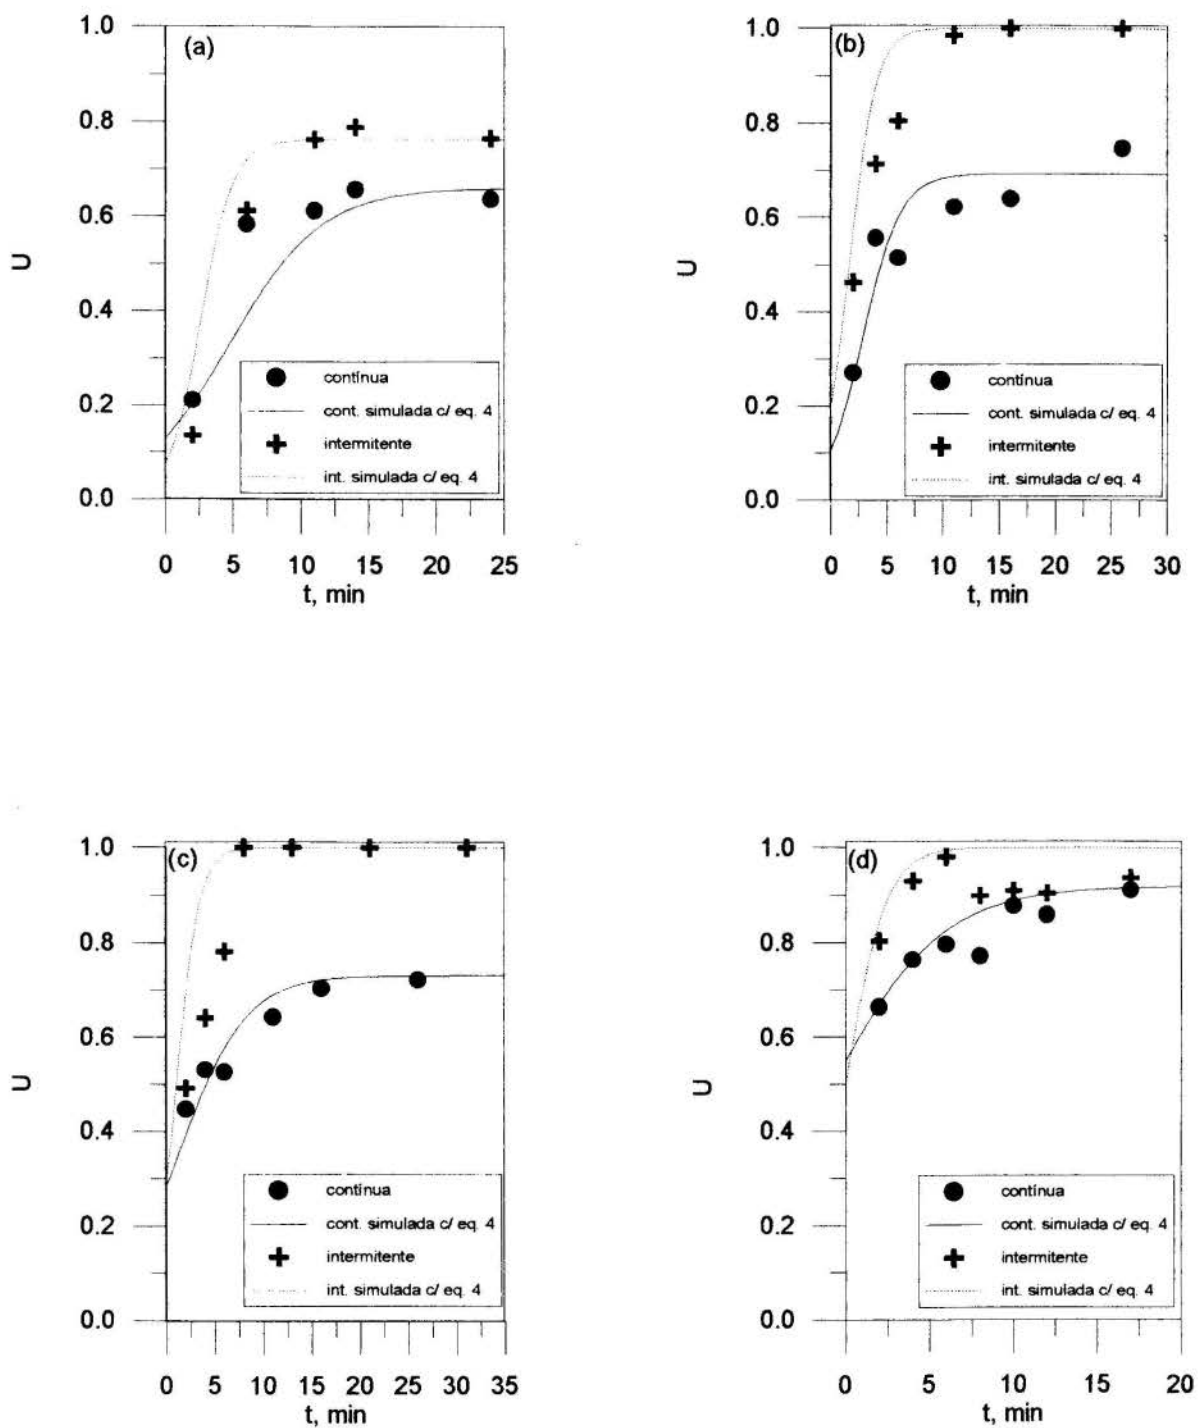 (a)
1.0
0.8
0.6
0.4
0.2
0.0
U
contínua
cont. simulada c/ eq. 4
intermitente
int. simulada c/ eq. 4
0 5 10 15 20 25
t, min
(b)
1.0
0.8
0.6
0.4
0.2
0.0
U
contínua
cont. simulada c/ eq. 4
intermitente
int. simulada c/ eq. 4
0 5 10 15 20 25 30
t, min
(c)
1.0
0.8
0.6
0.4
0.2
0.0
U
contínua
cont. simulada c/ eq. 4
intermitente
int. simulada c/ eq. 4
0 5 10 15 20 25 30 35
t, min
(d)
1.0
0.8
0.6
0.4
0.2
0.0
U
contínua
cont. simulada c/ eq. 4
intermitente
int. simulada c/ eq. 4
0 5 10 15 20
t, min